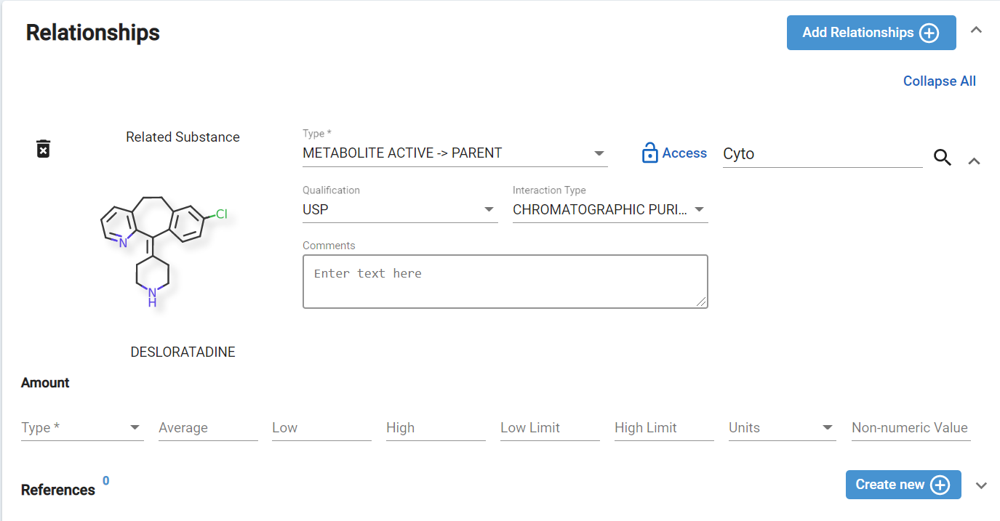 Relationships
Add Relationships
Collapse All
Related Substance
Type *
METABOLITE ACTIVE -> PARENT
Access
Cyto
Qualification
USP
Interaction Type
CHROMATOGRAPHIC PURI...
Comments
Enter text here
Cl
N
N
H
DESLORATADINE
Amount
Type *
Average
Low
High
Low Limit
High Limit
Units
Non-numeric Value
References 0
Create new